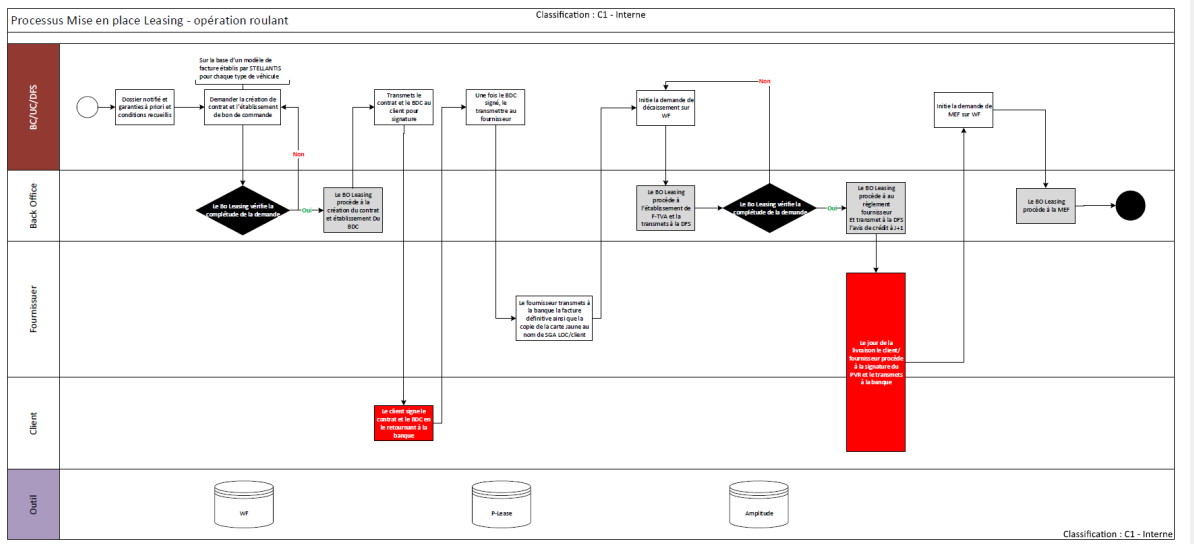 Classification : C1 - Interne
Processus Mise en place Leasing - opération roulant
BC/UC/DFS
Sur la base d'un modèle de
facture établis par STELLANTIS
pour chaque type de véhicule
Dossier notifié et
garanties à priori et
conditions recueillis
Demander la création de
contrat et l'établissement
de bon de commande
Transmets le
contrat et le BDC au
client pour
signature
Une fois le BDC
signé, le
transmettre au
fournisseur
Initie la demande de
décaissement sur
WF
Non
Initie la demande de
MEF sur WF
Non
Back Office
Le Bo Leasing vérifie la
complétude de la demande
Oui
Le BO Leasing
procède à la
création du contrat
et établissement Du
BDC
Le BO Leasing
procède à
l'établissement de
F-TVA et la
transmets à la DFS
Le BO Leasing vérifie la
complétude de la demande
Oui
Le BO Leasing
procède à au
règlement
fournisseur
Et transmet à la DFS
l'avis de crédit à J+1
Le BO Leasing
procède à la MEF
Fournissuer
Le fournisseur transmets à
la banque la facture
définitive ainsi que la
copie de la carte Jaune au
nom de SGA LOC/client
Le jour de la
livraison le client/
fournisseur procède
à la signature du
PVR et le transmets
à la banque
Client
Le client signe le
contrat et le BDC en
le retournant à la
banque
Outil
WF
P-Lease
Amplitude
Classification : C1 - Interne